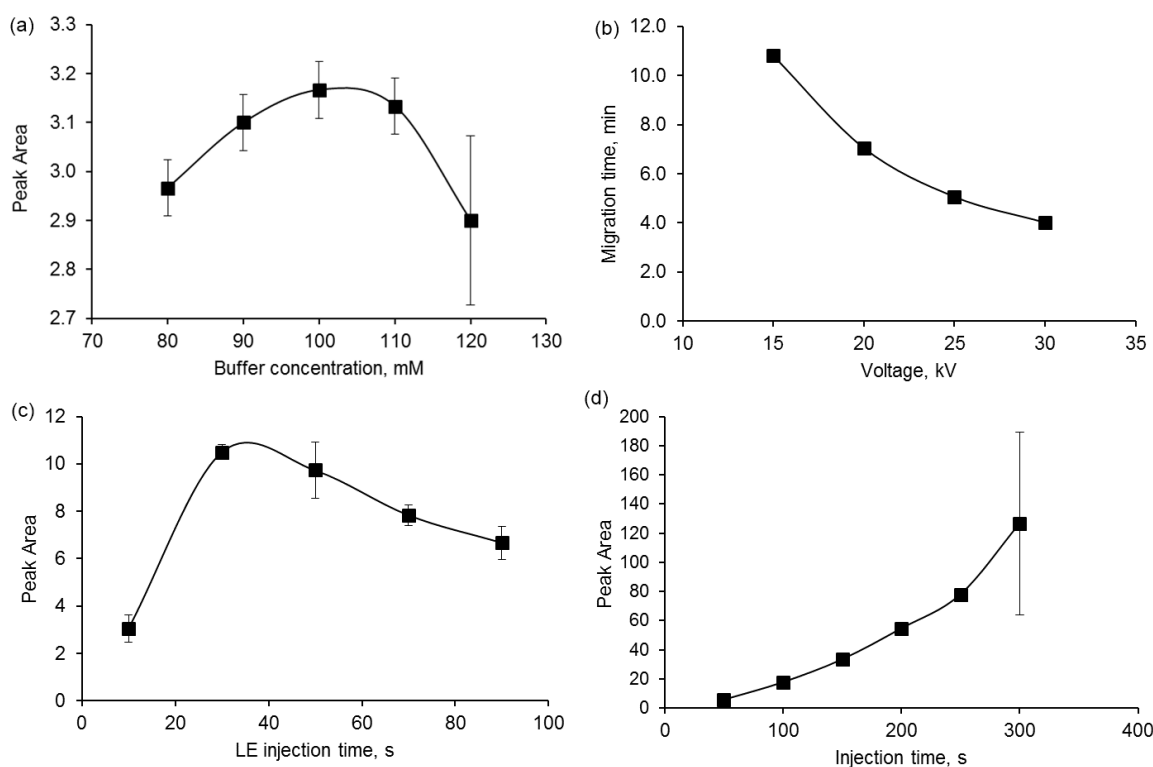 (a)
3.3
3.2
3.1
3.0
2.9
2.8
2.7
Peak Area
70 80 90 100 110 120 130
Buffer concentration, mM
(b)
12.0
10.0
8.0
6.0
4.0
2.0
0.0
Migration time, min
10 15 20 25 30 35
Voltage, kV
(c)
12
10
8
6
4
2
0
Peak Area
0 20 40 60 80 100
LE injection time, s
(d)
200
180
160
140
120
100
80
60
40
20
0
Peak Area
0 100 200 300 400
Injection time, s